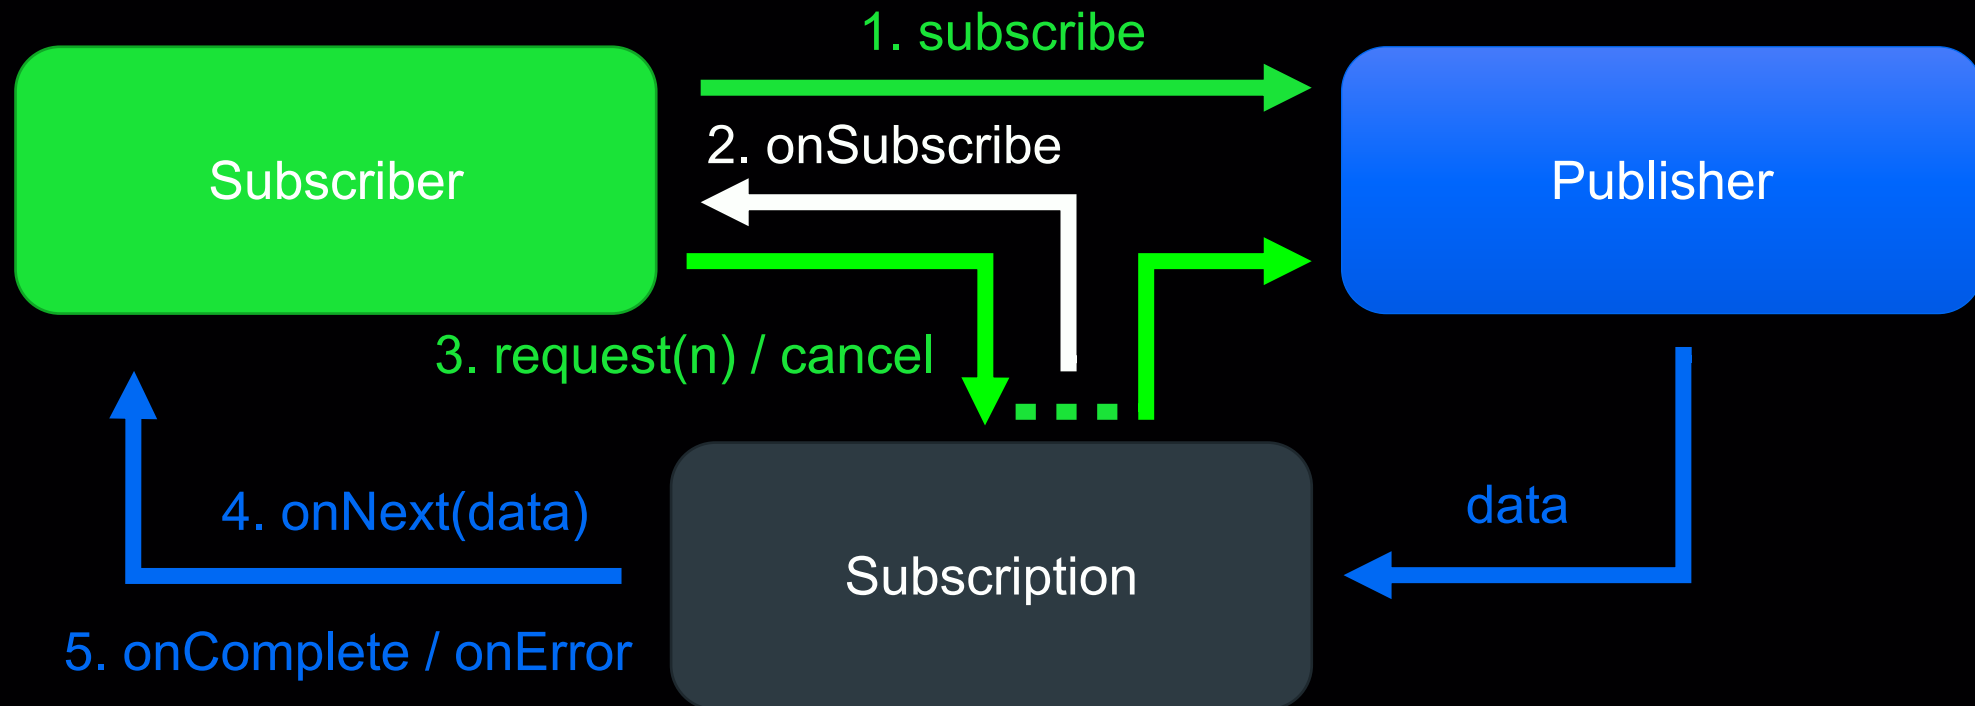 1. subscribe
Subscriber
2. onSubscribe
Publisher
3. request(n) / cancel
4. onNext(data)
data
Subscription
5. onComplete / onError